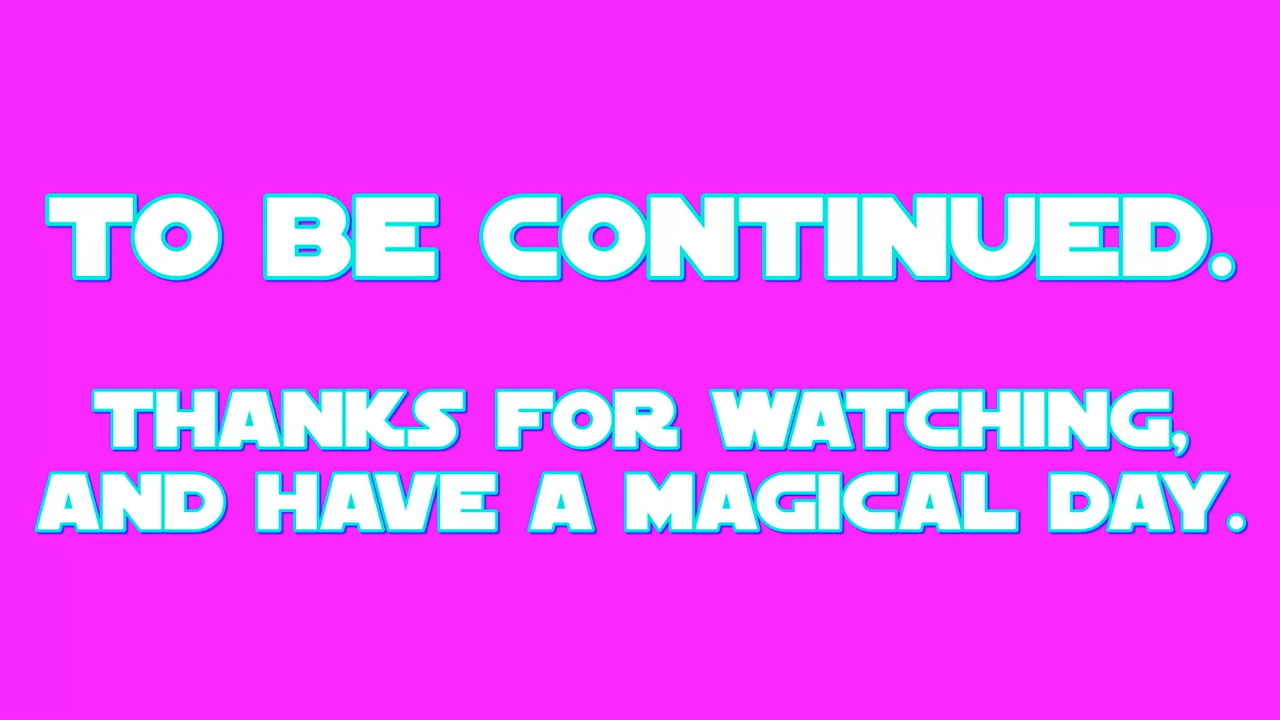 TO BE CONTINUED.
THANKS FOR WATCHING,
AND HAVE A MAGICAL DAY.